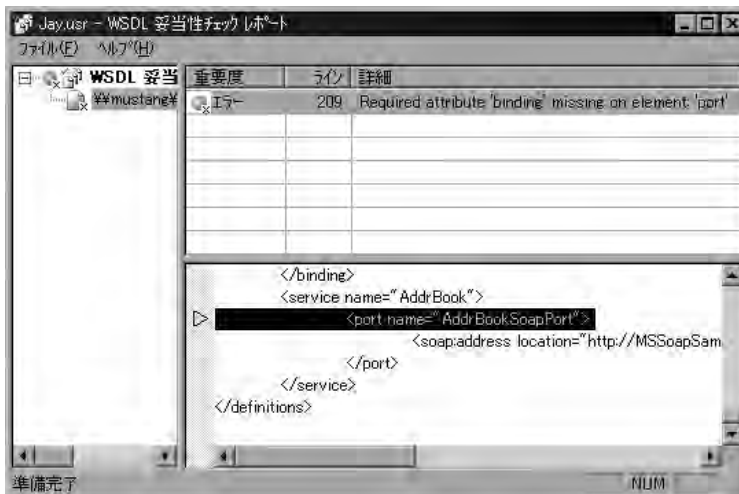 Jay.usr - WSDL 妥当性ﾁｪｯｸ ﾚﾎﾟｰﾄ
ﾌｧｲﾙ(F) ﾍﾙﾌﾟ(H)
WSDL 妥当
¥¥mustang¥
重要度 ﾗｲﾝ 詳細
ｴﾗｰ 209 Required attribute 'binding' missing on element 'port'
</binding>
<service name="AddrBook">
<port name="AddrBookSoapPort">
<soap:address location="http://MSSoapSam
</port>
</service>
</definitions>
準備完了 NUM